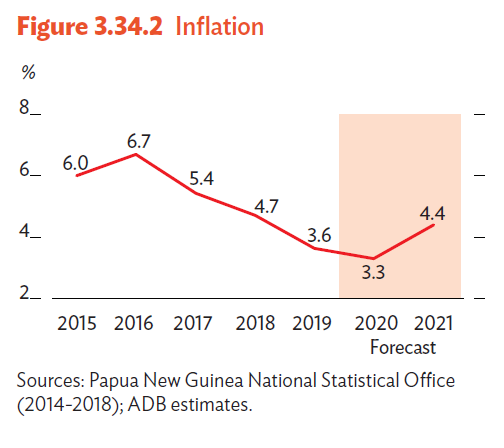 Figure 3.34.2 Inflation
%
8
6.7
6.0
6
5.4
4.7
4.4
4
3.6
3.3
2
2015 2016 2017 2018 2019 2020 2021
Forecast
Sources: Papua New Guinea National Statistical Office
(2014-2018); ADB estimates.